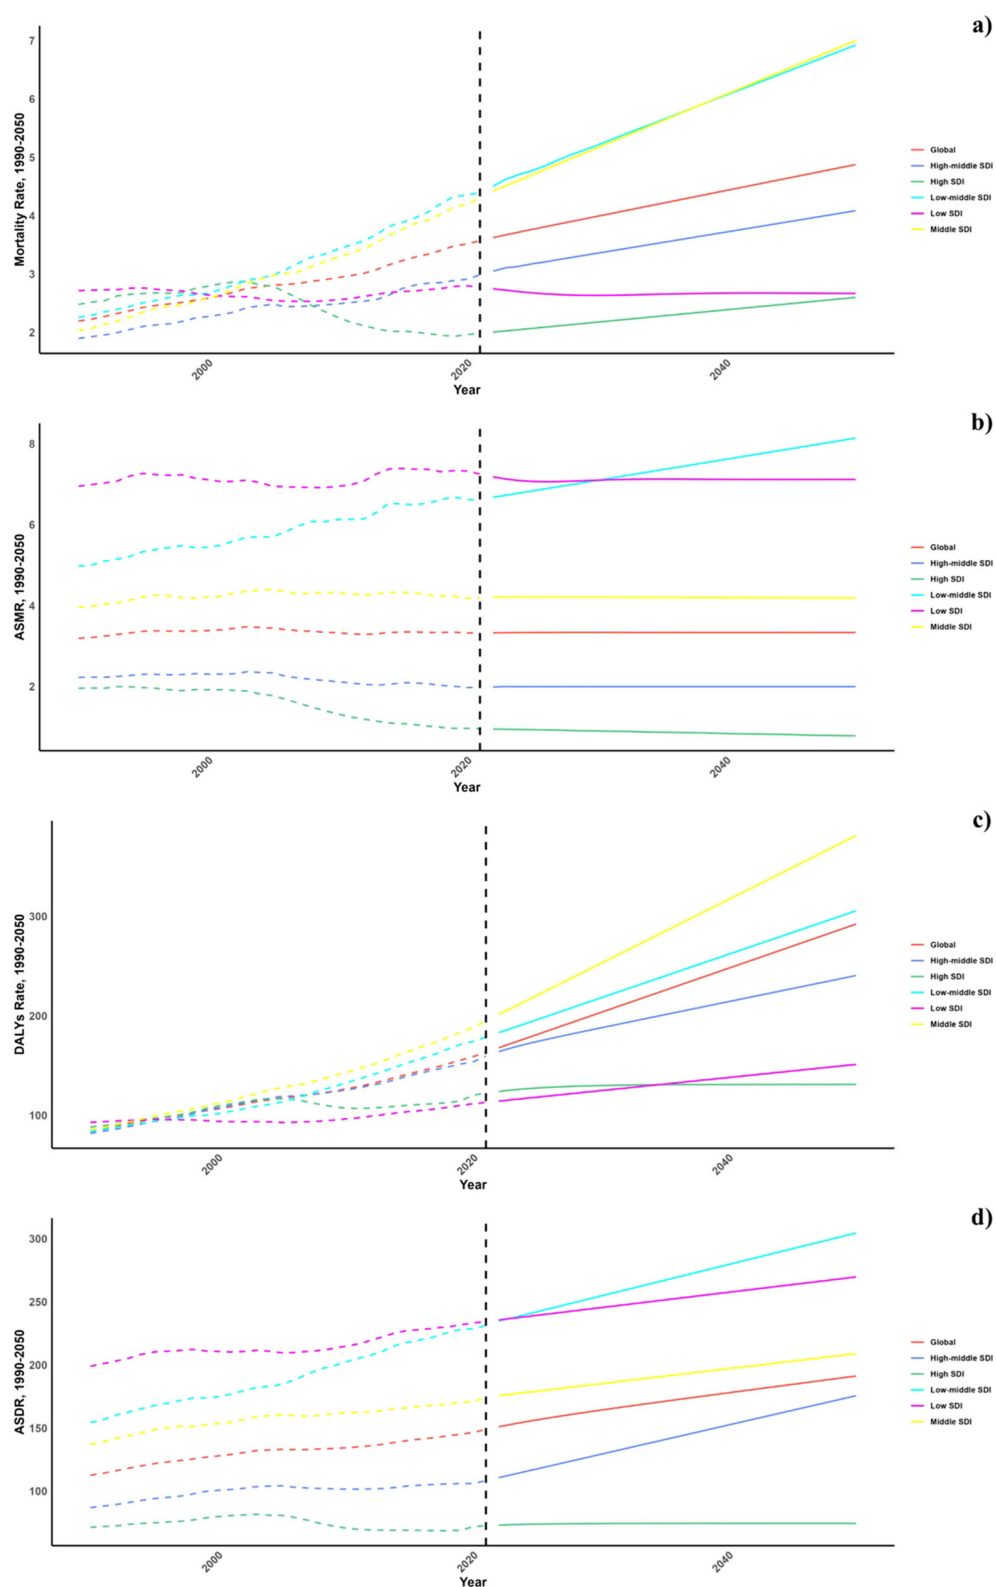 a)
Mortality Rate, 1990-2050
7
6
5
4
3
2
2000
2020
2040
Year
Global
High-middle SDI
High SDI
Low-middle SDI
Low SDI
Middle SDI
b)
ASMR, 1990-2050
8
6
4
2
2000
2020
2040
Year
Global
High-middle SDI
High SDI
Low-middle SDI
Low SDI
Middle SDI
c)
DALYs Rate, 1990-2050
300
200
100
2000
2020
2040
Year
Global
High-middle SDI
High SDI
Low-middle SDI
Low SDI
Middle SDI
d)
ASDR, 1990-2050
300
250
200
150
100
2000
2020
2040
Year
Global
High-middle SDI
High SDI
Low-middle SDI
Low SDI
Middle SDI